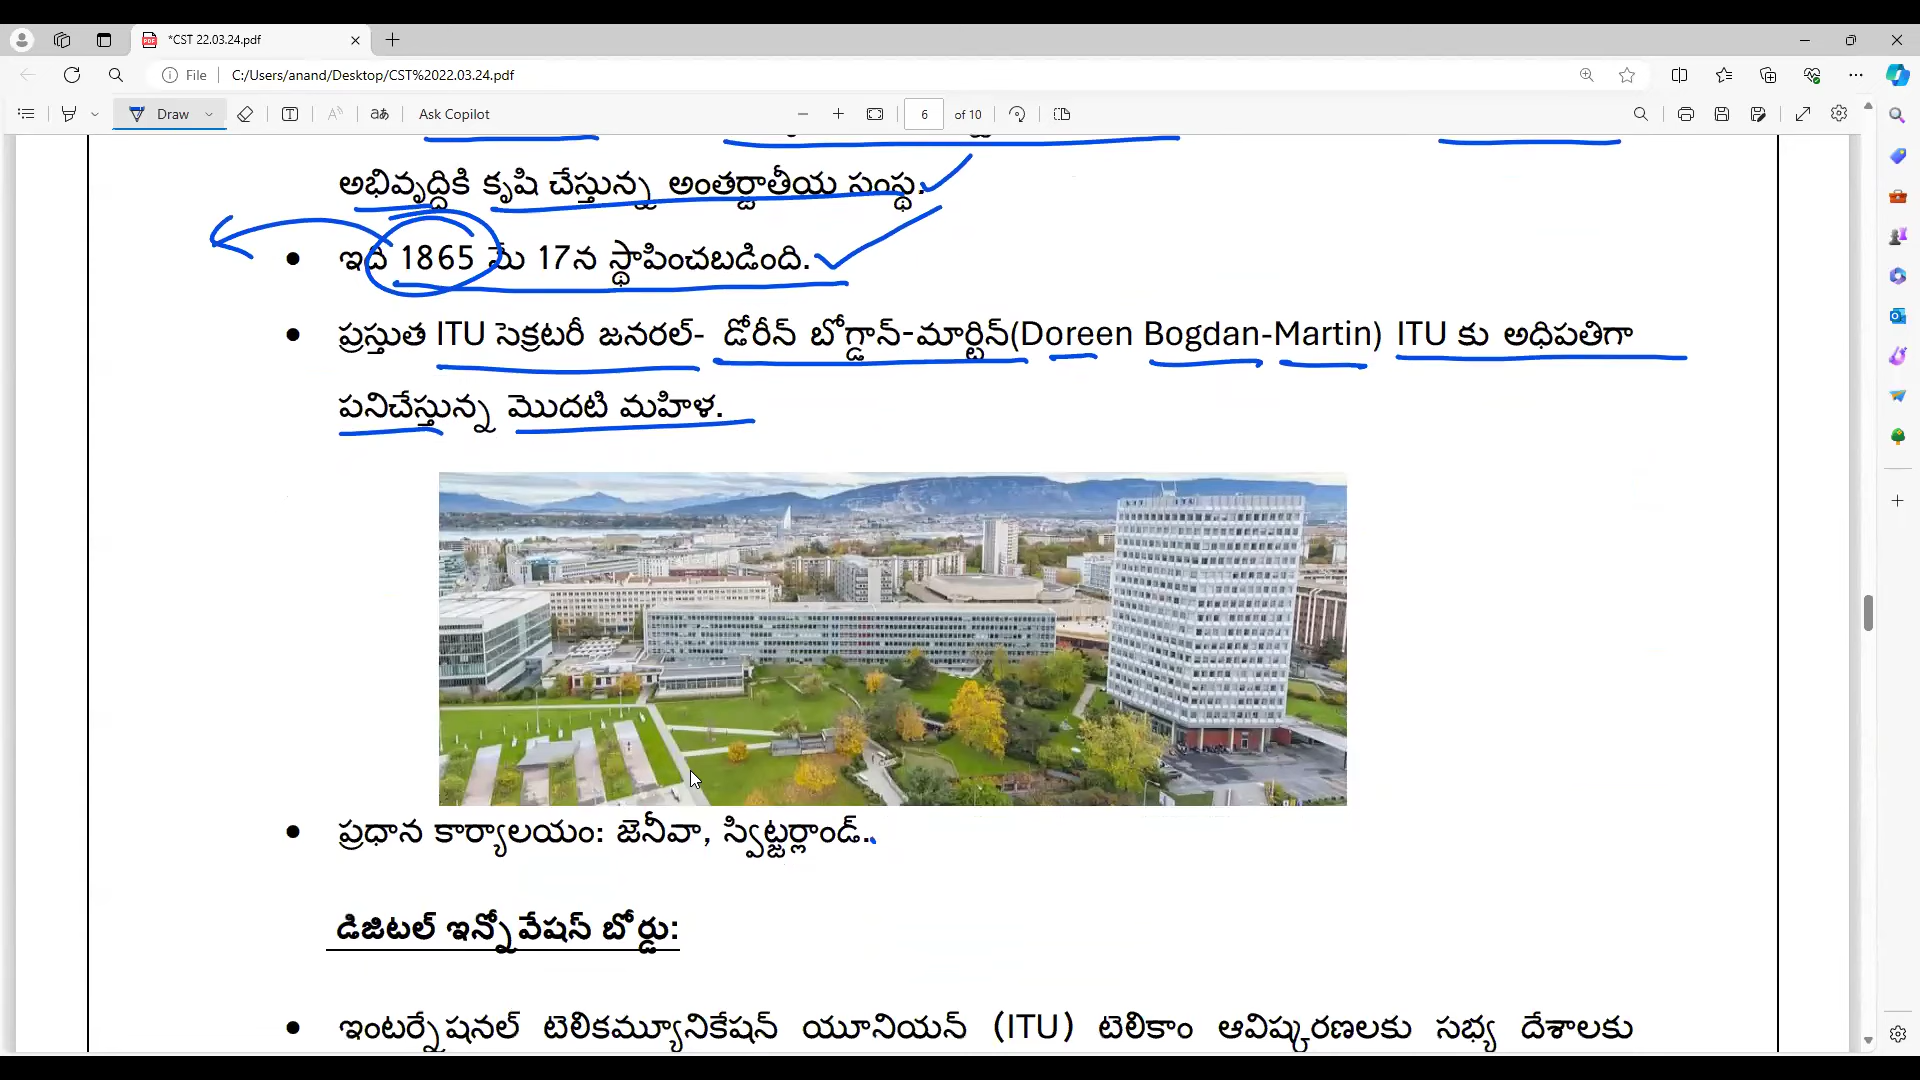 *CST 22.03.24.pdf
File C:/Users/anand/Desktop/CST%2022.03.24.pdf
Draw Ask Copilot 6 of 10
అభివృద్ధికి కృషి చేస్తున్న అంతర్జాతీయ సంస్థ.
ఇది 1865 మే 17న స్థాపించబడింది.
ప్రస్తుత ITU సెక్రటరీ జనరల్- డోరీన్ బోగ్డాన్-మార్టిన్(Doreen Bogdan-Martin) ITU కు అధిపతిగా
పనిచేస్తున్న మొదటి మహిళ.
ప్రధాన కార్యాలయం: జెనీవా, స్విట్జర్లాండ్..
డిజిటల్ ఇన్నోవేషన్ బోర్డు:
ఇంటర్నేషనల్ టెలికమ్యూనికేషన్ యూనియన్ (ITU) టెలికాం ఆవిష్కరణలకు సభ్య దేశాలకు